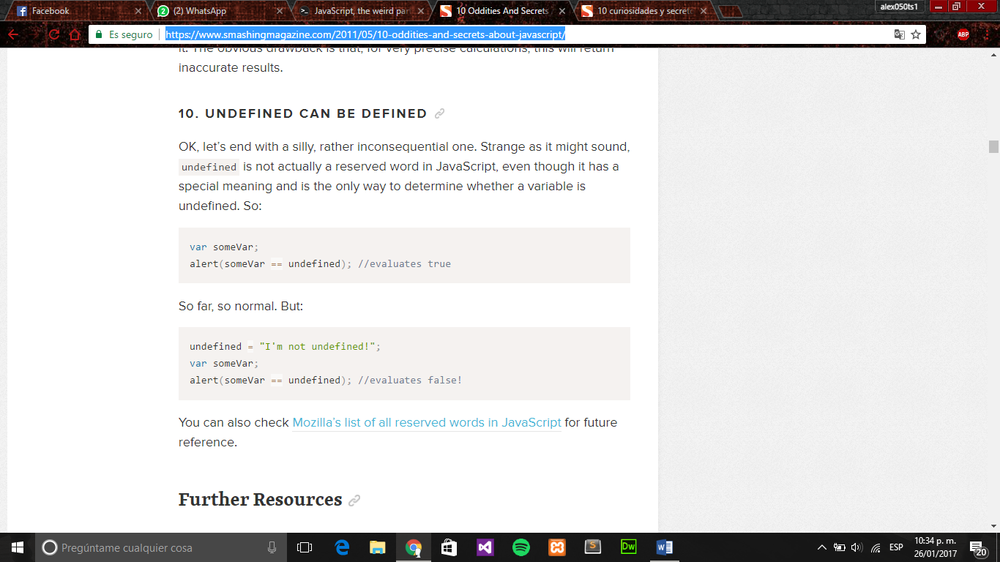 Facebook
(2) WhatsApp
JavaScript, the weird par
10 Oddities And Secrets
10 curiosidades y secreto
alex050ts1
Es seguro
https://www.smashingmagazine.com/2011/05/10-oddities-and-secrets-about-javascript/
ABP
it. The obvious drawback is that, for very precise calculations, this will return
inaccurate results.
10. UNDEFINED CAN BE DEFINED
OK, let’s end with a silly, rather inconsequential one. Strange as it might sound,
undefined is not actually a reserved word in JavaScript, even though it has a
special meaning and is the only way to determine whether a variable is
undefined. So:
var someVar;
alert(someVar == undefined); //evaluates true
So far, so normal. But:
undefined = "I'm not undefined!";
var someVar;
alert(someVar == undefined); //evaluates false!
You can also check Mozilla’s list of all reserved words in JavaScript for future
reference.
Further Resources
Pregúntame cualquier cosa
Dw
ESP
10:34 p. m.
26/01/2017
20